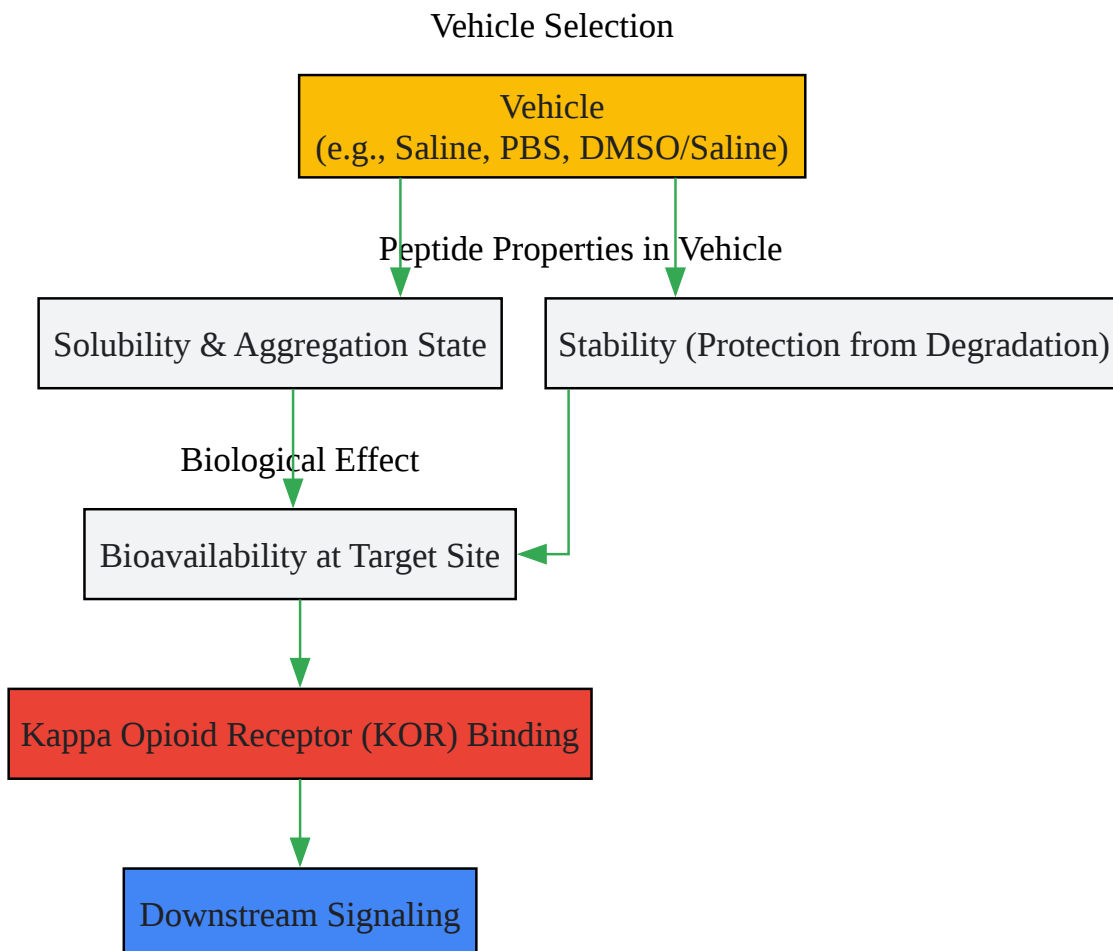 Vehicle Selection
Vehicle
(e.g., Saline, PBS, DMSO/Saline)
Peptide Properties in Vehicle
Solubility & Aggregation State
Stability (Protection from Degradation)
Biological Effect
Bioavailability at Target Site
Kappa Opioid Receptor (KOR) Binding
Downstream Signaling